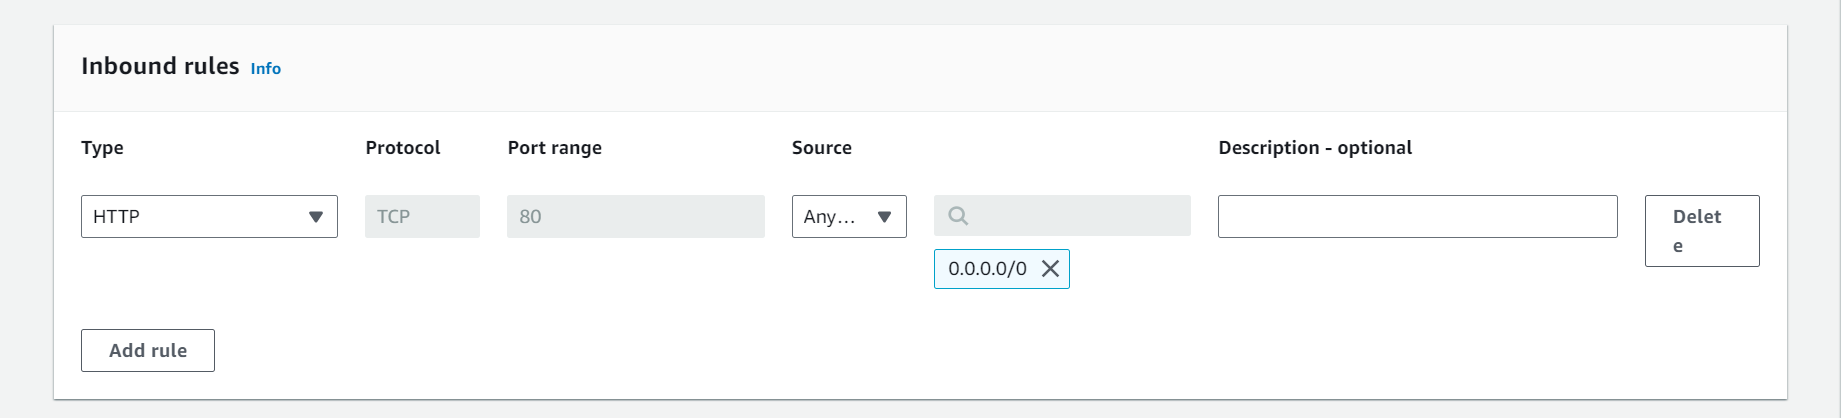 Inbound rules Info
Type Protocol Port range Source Description - optional
HTTP TCP 80 Any... Delet
e
0.0.0.0/0
Add rule